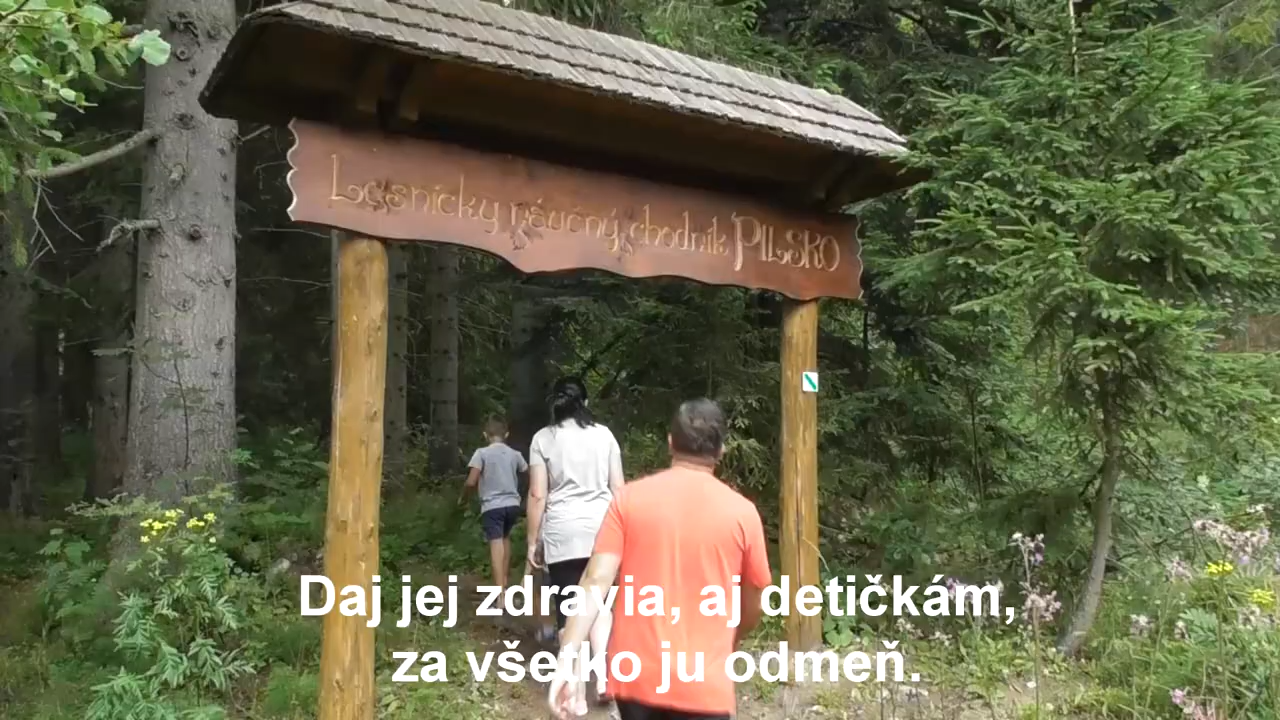 Lesnícky náučný chodník PILSKO
Daj jej zdravia, aj detičkám,
za všetko ju odmeň.